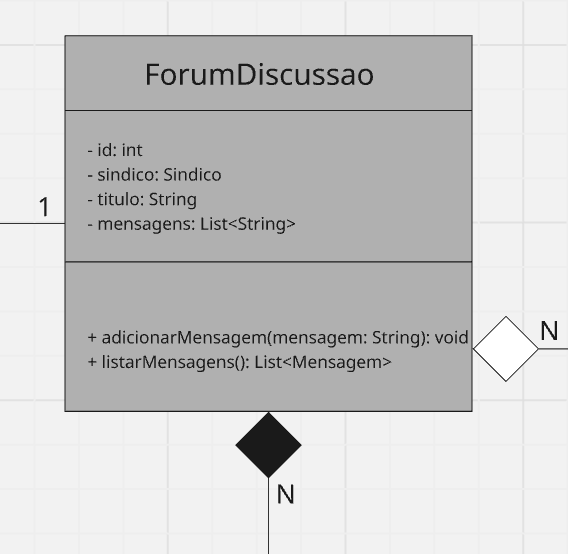 ForumDiscussao
- id: int
- sindico: Sindico
- titulo: String
- mensagens: List<String>
1
+ adicionarMensagem(mensagem: String): void
+ listarMensagens(): List<Mensagem>
N
N